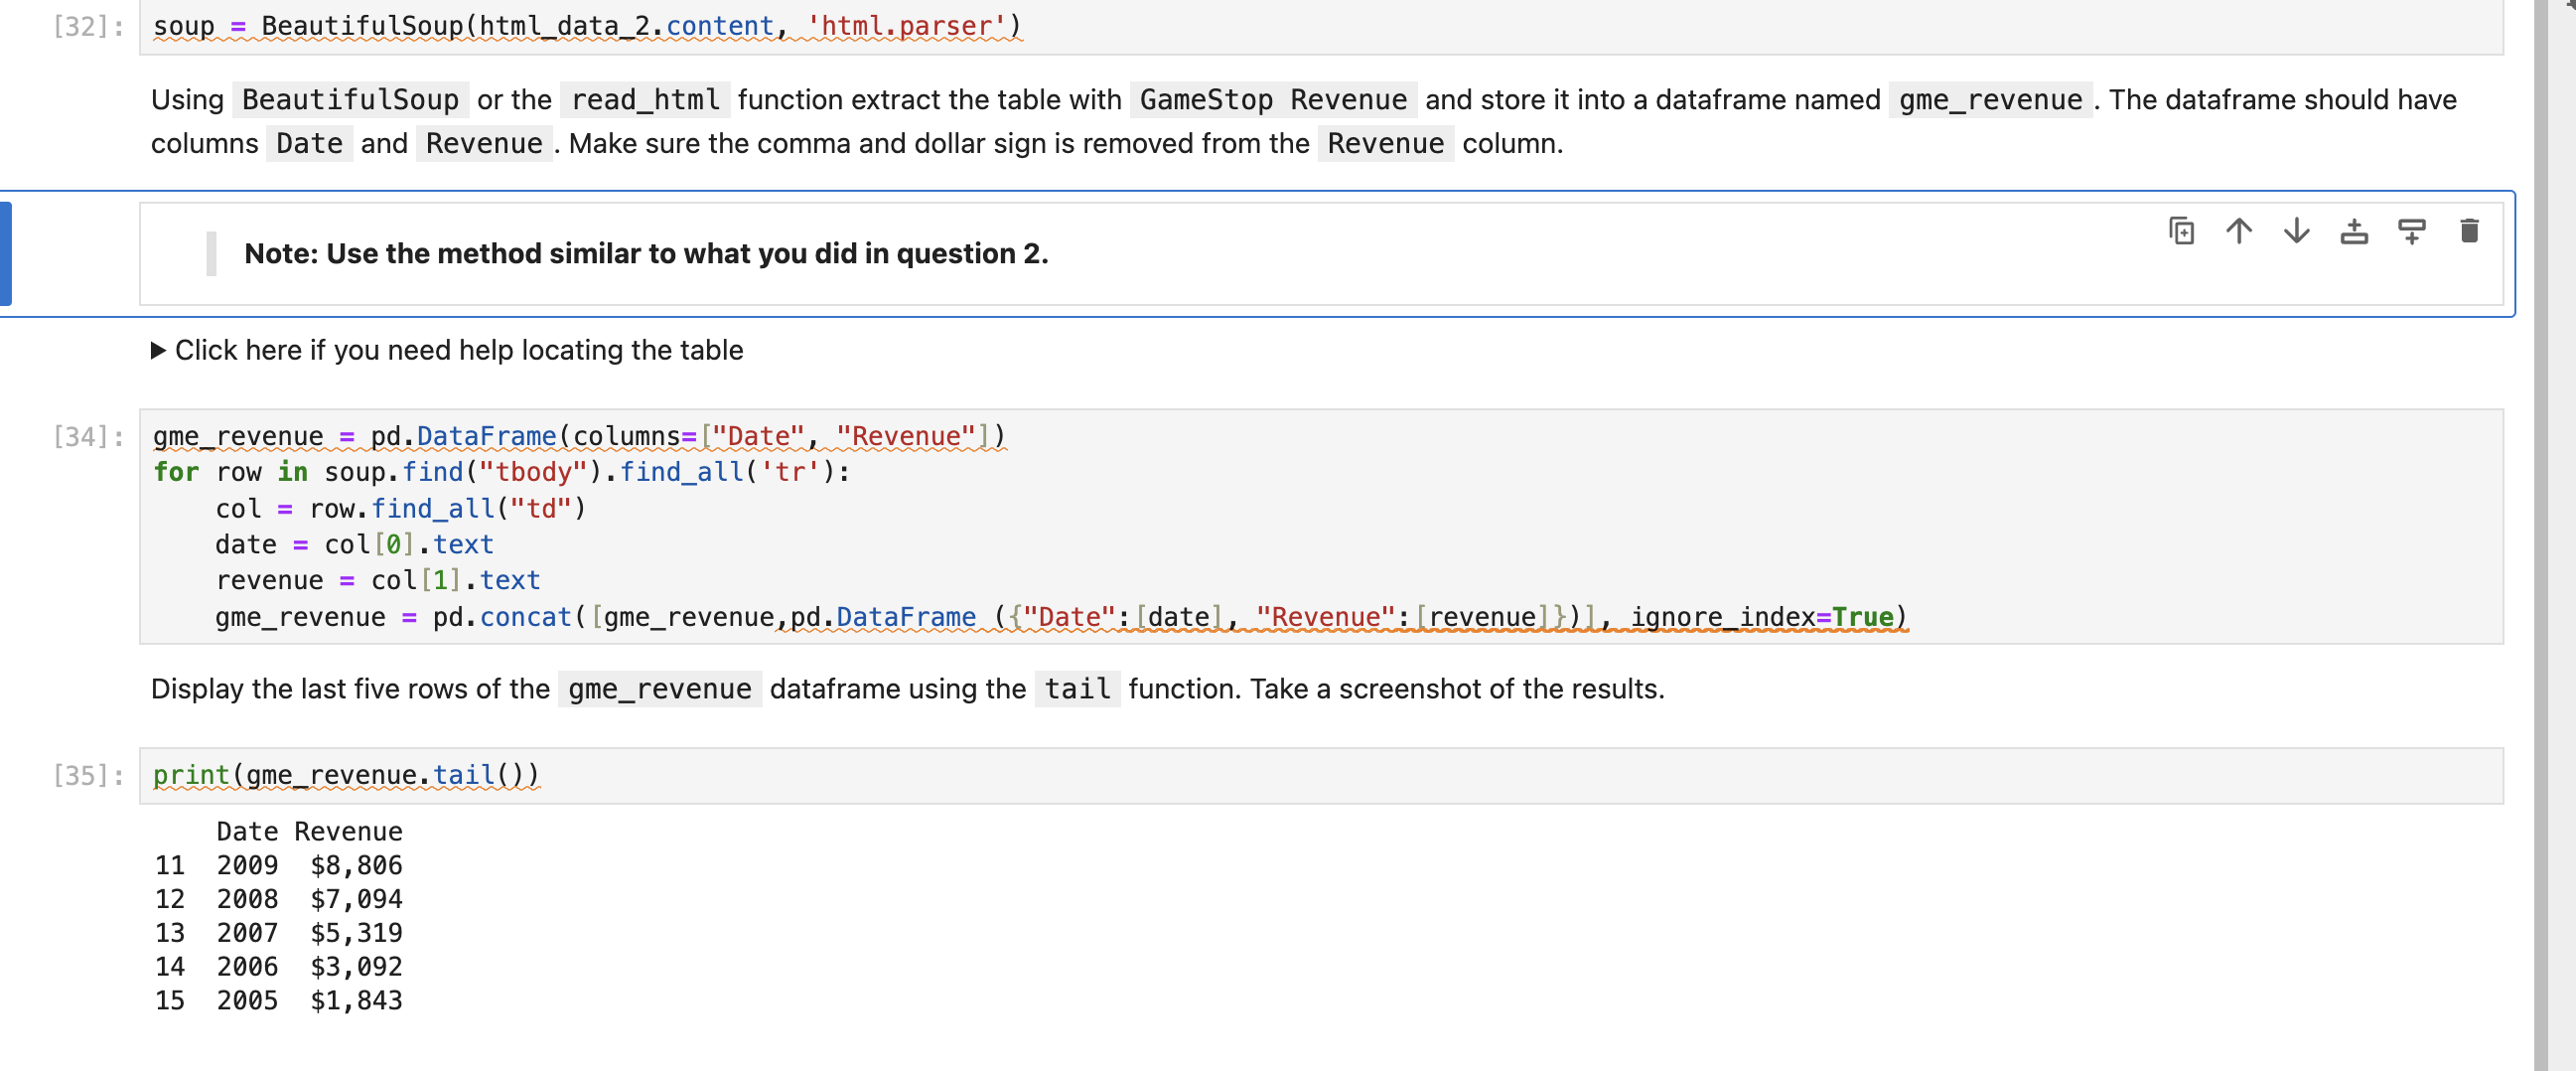 [32]: soup = BeautifulSoup(html_data_2.content, 'html.parser')
Using BeautifulSoup or the read_html function extract the table with GameStop Revenue and store it into a dataframe named gme_revenue. The dataframe should have
columns Date and Revenue. Make sure the comma and dollar sign is removed from the Revenue column.
Note: Use the method similar to what you did in question 2.
▶ Click here if you need help locating the table
[34]: gme_revenue = pd.DataFrame(columns=["Date", "Revenue"])
for row in soup.find("tbody").find_all('tr'):
    col = row.find_all("td")
    date = col[0].text
    revenue = col[1].text
    gme_revenue = pd.concat([gme_revenue,pd.DataFrame ({"Date":[date], "Revenue":[revenue]})], ignore_index=True)
Display the last five rows of the gme_revenue dataframe using the tail function. Take a screenshot of the results.
[35]: print(gme_revenue.tail())
    Date Revenue
11  2009  $8,806
12  2008  $7,094
13  2007  $5,319
14  2006  $3,092
15  2005  $1,843